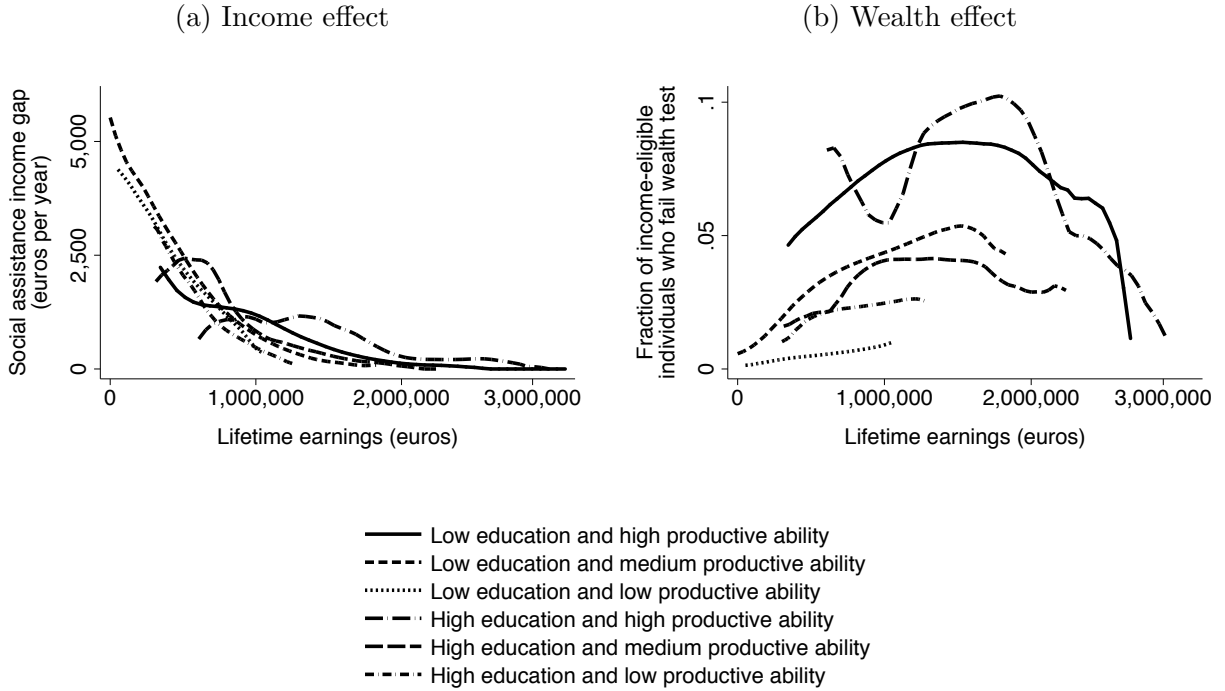 (a) Income effect
(b) Wealth effect
Social assistance income gap
(euros per year)
5,000
2,500
0
0
1,000,000
2,000,000
3,000,000
Lifetime earnings (euros)
Fraction of income-eligible
individuals who fail wealth test
.1
.05
0
0
1,000,000
2,000,000
3,000,000
Lifetime earnings (euros)
Low education and high productive ability
Low education and medium productive ability
Low education and low productive ability
High education and high productive ability
High education and medium productive ability
High education and low productive ability